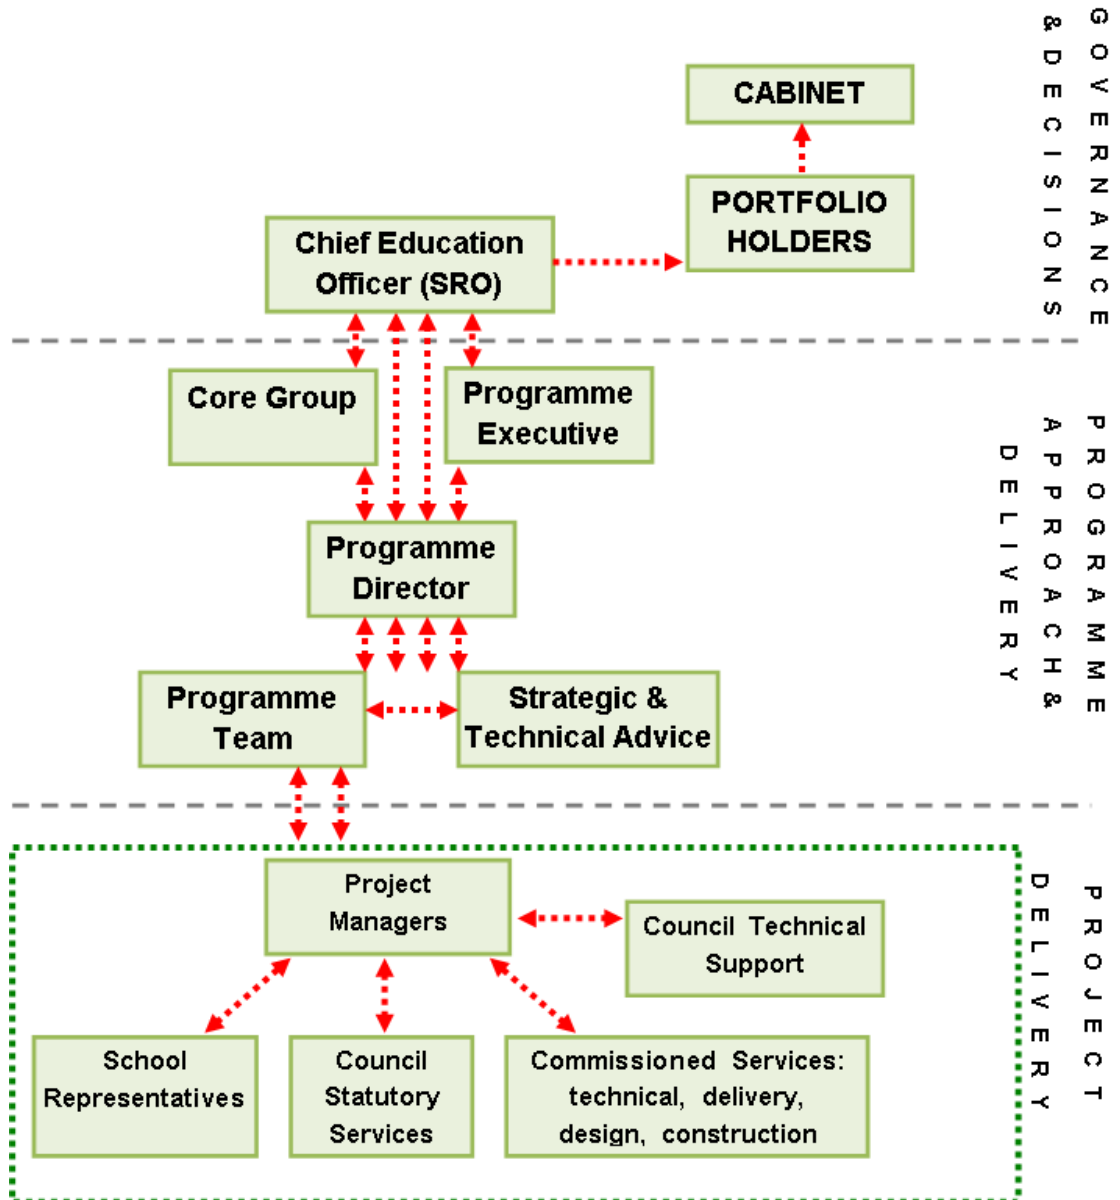 GOVERNANCE
& DECISIONS
CABINET
PORTFOLIO
HOLDERS
Chief Education
Officer (SRO)
PROGRAMME
APPROACH &
DELIVERY
Core Group
Programme
Executive
Programme
Director
Programme
Team
Strategic &
Technical Advice
PROJECT
DELIVERY
Project
Managers
Council Technical
Support
School
Representatives
Council
Statutory
Services
Commissioned Services:
technical, delivery,
design, construction